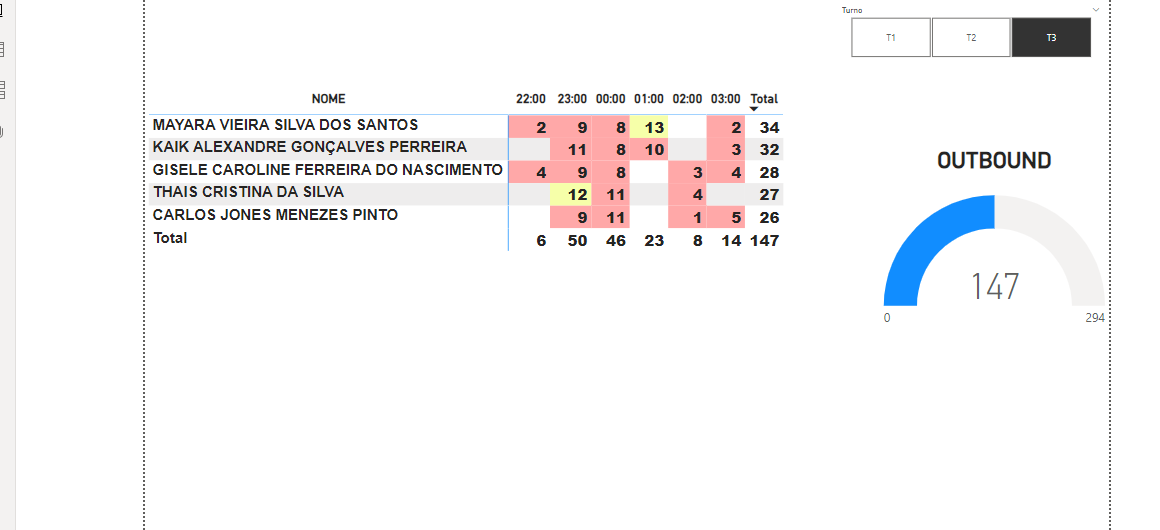 Turno
T1 T2 T3
NOME 22:00 23:00 00:00 01:00 02:00 03:00 Total
MAYARA VIEIRA SILVA DOS SANTOS 2 9 8 13 2 34
KAIK ALEXANDRE GONÇALVES PERREIRA 11 8 10 3 32
GISELE CAROLINE FERREIRA DO NASCIMENTO 4 9 8 3 4 28
THAIS CRISTINA DA SILVA 12 11 4 27
CARLOS JONES MENEZES PINTO 9 11 1 5 26
Total 6 50 46 23 8 14 147
OUTBOUND
147
0 294